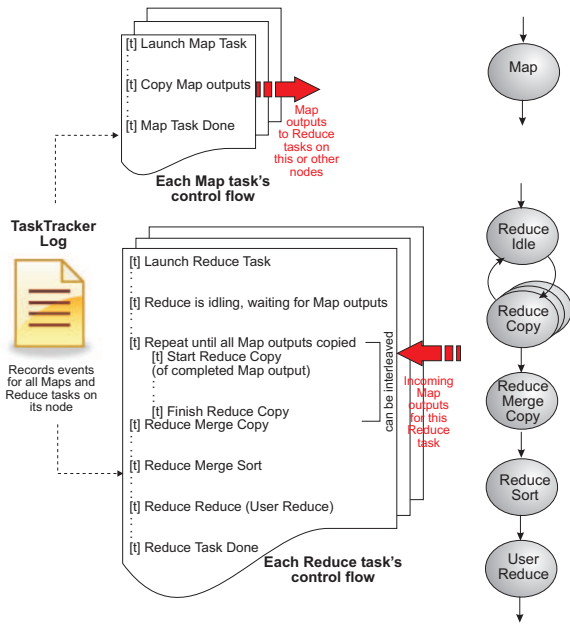 [t] Launch Map Task
[t] Copy Map outputs
[t] Map Task Done
Map
outputs
to Reduce
tasks on
this or other
nodes
Each Map task's
control flow
Map
TaskTracker
Log
Records events
for all Maps and
Reduce tasks on
its node
[t] Launch Reduce Task
[t] Reduce is idling, waiting for Map outputs
[t] Repeat until all Map outputs copied
[t] Start Reduce Copy
(of completed Map output)
[t] Finish Reduce Copy
[t] Reduce Merge Copy
can be interleaved
[t] Reduce Merge Sort
[t] Reduce Reduce (User Reduce)
[t] Reduce Task Done
Incoming
Map
outputs
for this
Reduce
task
Each Reduce task's
control flow
Reduce
Idle
Reduce
Copy
Reduce
Merge
Copy
Reduce
Sort
User
Reduce